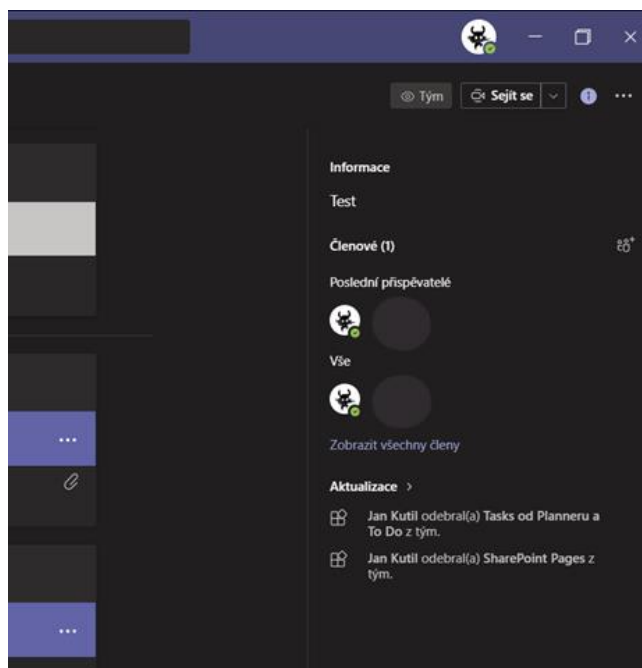 Tým
Sejít se
Informace
Test
Členové (1)
Poslední přispěvatelé
Vše
Zobrazit všechny členy
Aktualizace
Jan Kutil odebral(a) Tasks od Planneru a
To Do z tým.
Jan Kutil odebral(a) SharePoint Pages z
tým.